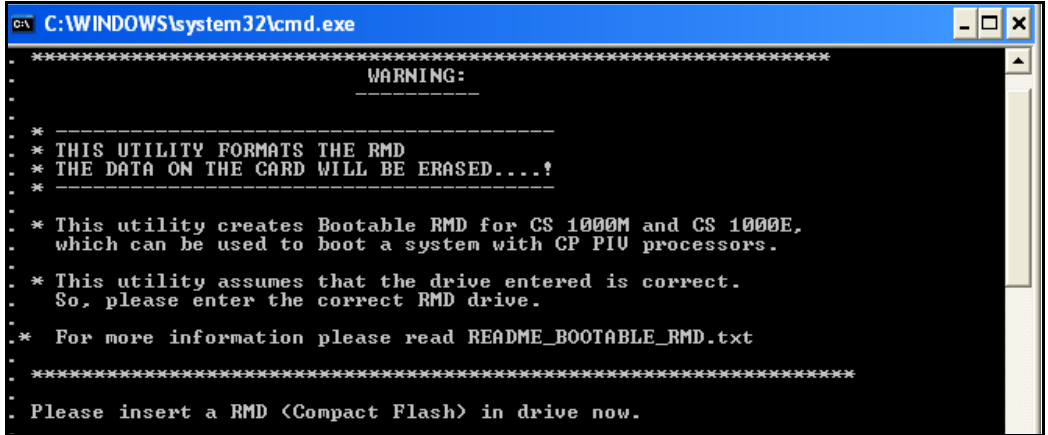 C:\WINDOWS\system32\cmd.exe
. *****************************************************************
. WARNING:
. ----------
.
. * ----------------------------------------
. * THIS UTILITY FORMATS THE RMD
. * THE DATA ON THE CARD WILL BE ERASED....!
. * ----------------------------------------
.
. * This utility creates Bootable RMD for CS 1000M and CS 1000E,
. which can be used to boot a system with CP PIV processors.
.
. * This utility assumes that the drive entered is correct.
. So, please enter the correct RMD drive.
.
.* For more information please read README_BOOTABLE_RMD.txt
.
. *******************************************************************
.
. Please insert a RMD (Compact Flash) in drive now.